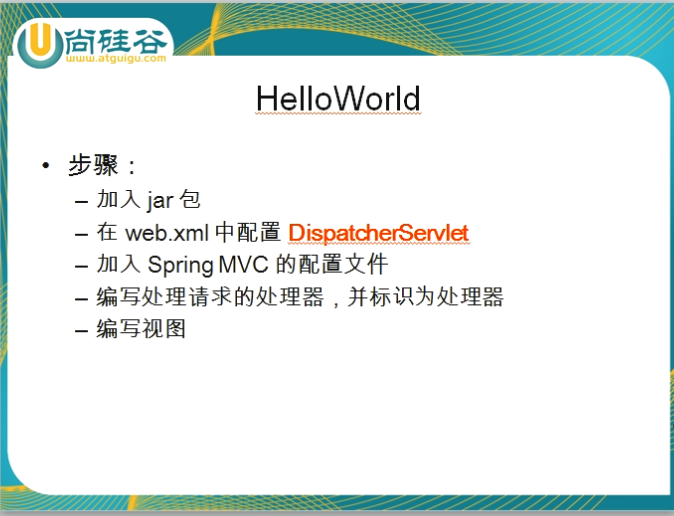 尚硅谷
www.atguigu.com
HelloWorld
• 步骤：
– 加入 jar 包
– 在 web.xml 中配置 DispatcherServlet
– 加入 Spring MVC 的配置文件
– 编写处理请求的处理器，并标识为处理器
– 编写视图